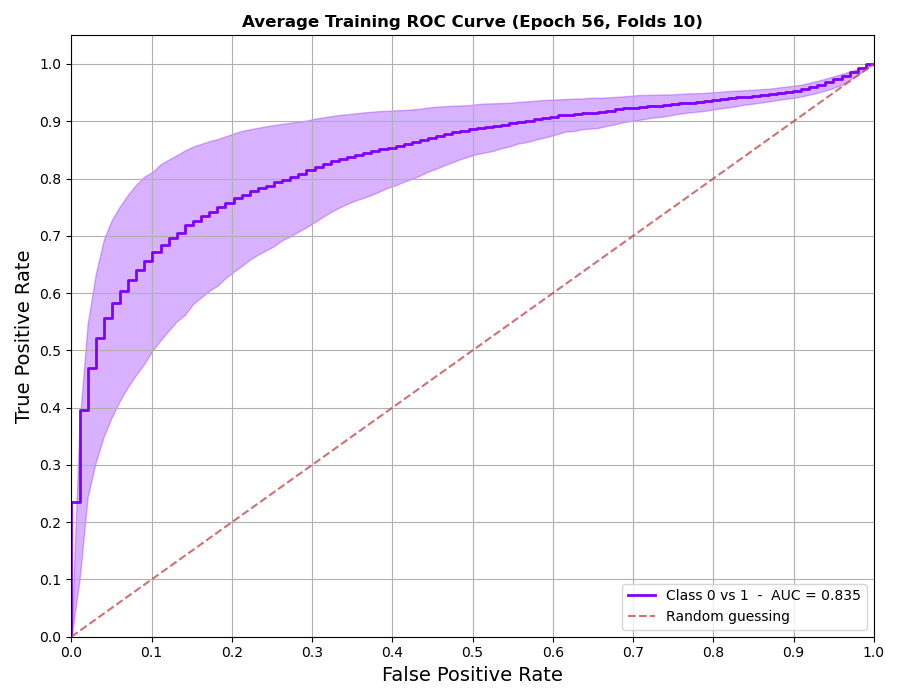 Average Training ROC Curve (Epoch 56, Folds 10)
True Positive Rate
1.0
0.9
0.8
0.7
0.6
0.5
0.4
0.3
0.2
0.1
0.0
Class 0 vs 1 - AUC = 0.835
Random guessing
0.0 0.1 0.2 0.3 0.4 0.5 0.6 0.7 0.8 0.9 1.0
False Positive Rate